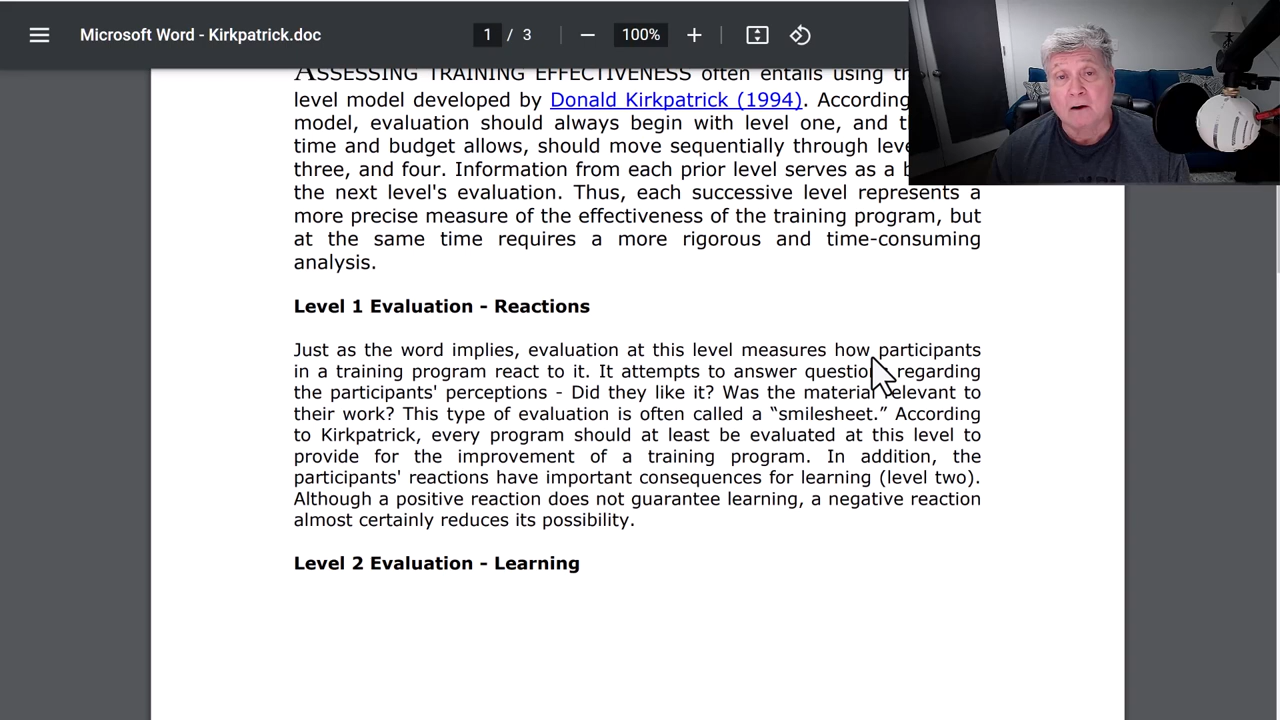 Microsoft Word - Kirkpatrick.doc
1 / 3
100%
ASSESSING TRAINING EFFECTIVENESS often entails using
level model developed by Donald Kirkpatrick (1994). According
model, evaluation should always begin with level one, and
time and budget allows, should move sequentially through
three, and four. Information from each prior level serves as a
the next level's evaluation. Thus, each successive level represents a
more precise measure of the effectiveness of the training program, but
at the same time requires a more rigorous and time-consuming
analysis.
Level 1 Evaluation - Reactions
Just as the word implies, evaluation at this level measures how participants
in a training program react to it. It attempts to answer question regarding
the participants' perceptions - Did they like it? Was the material relevant to
their work? This type of evaluation is often called a “smilesheet.” According
to Kirkpatrick, every program should at least be evaluated at this level to
provide for the improvement of a training program. In addition, the
participants' reactions have important consequences for learning (level two).
Although a positive reaction does not guarantee learning, a negative reaction
almost certainly reduces its possibility.
Level 2 Evaluation - Learning